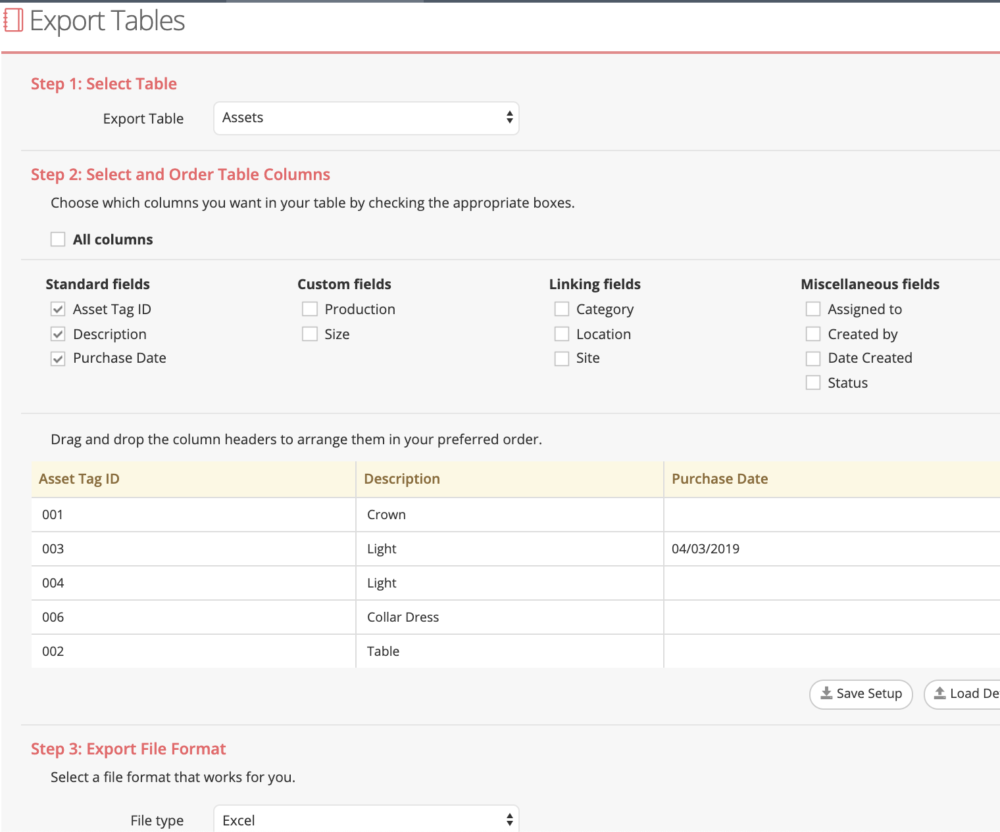 Export Tables
Step 1: Select Table
Export Table Assets
Step 2: Select and Order Table Columns
Choose which columns you want in your table by checking the appropriate boxes.
All columns
Standard fields Custom fields Linking fields Miscellaneous fields
Asset Tag ID Production Category Assigned to
Description Size Location Created by
Purchase Date Site Date Created
Status
Drag and drop the column headers to arrange them in your preferred order.
Asset Tag ID Description Purchase Date
001 Crown
003 Light 04/03/2019
004 Light
006 Collar Dress
002 Table
Save Setup Load De
Step 3: Export File Format
Select a file format that works for you.
File type Excel